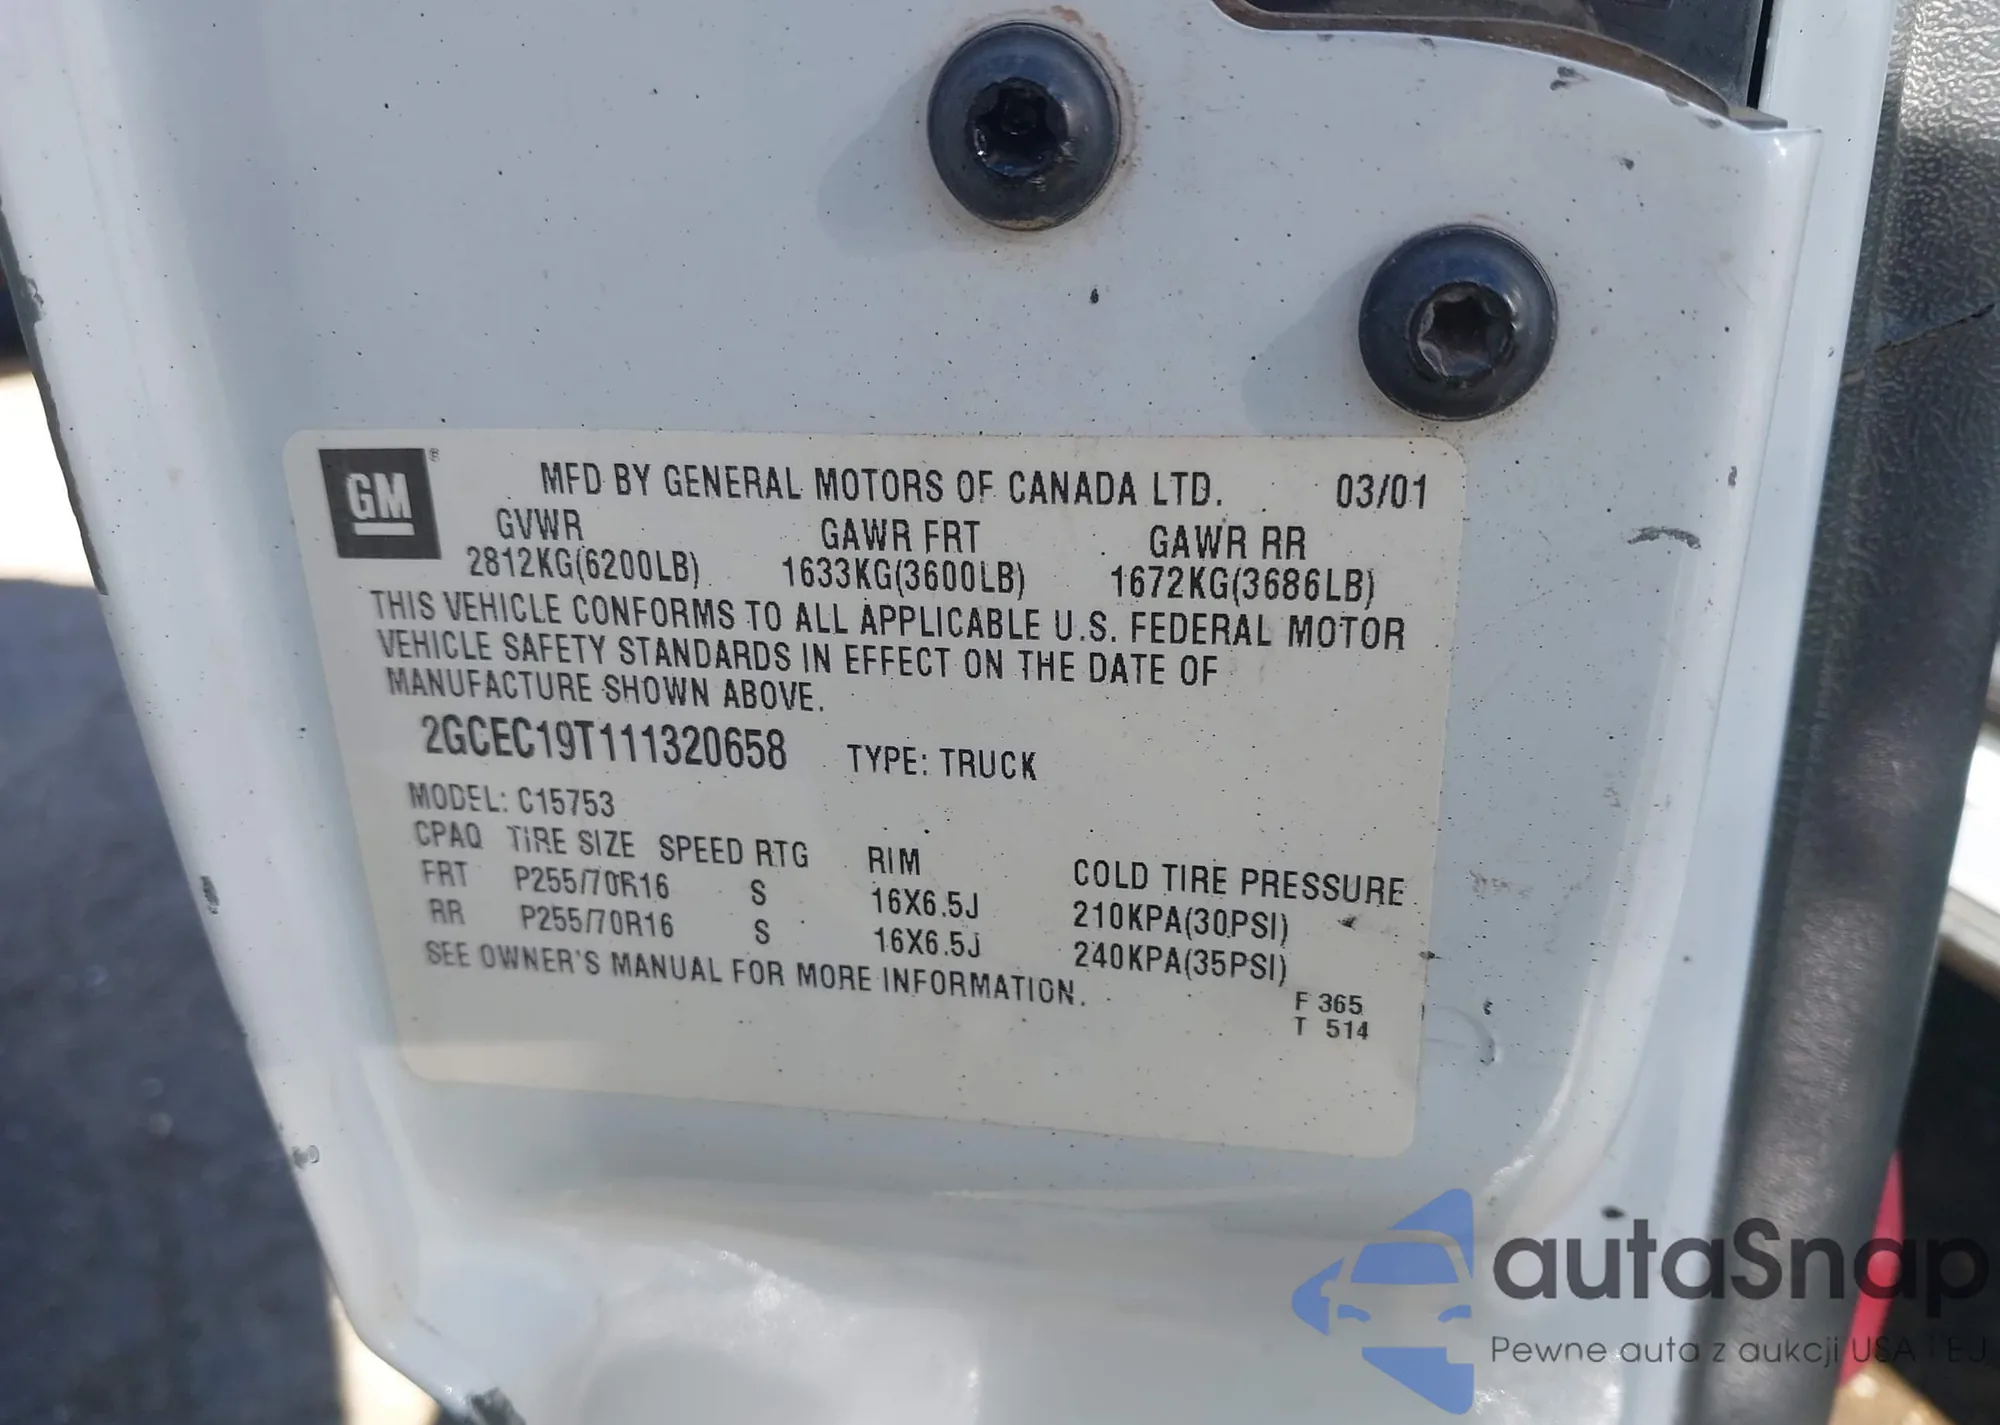 GM ®
MFD BY GENERAL MOTORS OF CANADA LTD. 03/01
GVWR GAWR FRT GAWR RR
2812KG(6200LB) 1633KG(3600LB) 1672KG(3686LB)
THIS VEHICLE CONFORMS TO ALL APPLICABLE U.S. FEDERAL MOTOR
VEHICLE SAFETY STANDARDS IN EFFECT ON THE DATE OF
MANUFACTURE SHOWN ABOVE.
2GCEC19T111320658 TYPE: TRUCK
MODEL: C15753
CPAQ TIRE SIZE SPEED RTG RIM COLD TIRE PRESSURE
FRT P255/70R16 S 16X6.5J 210KPA(30PSI)
RR P255/70R16 S 16X6.5J 240KPA(35PSI)
SEE OWNER'S MANUAL FOR MORE INFORMATION.
F 365
T 514
autaSnap
Pewne auta z aukcji USA i EU